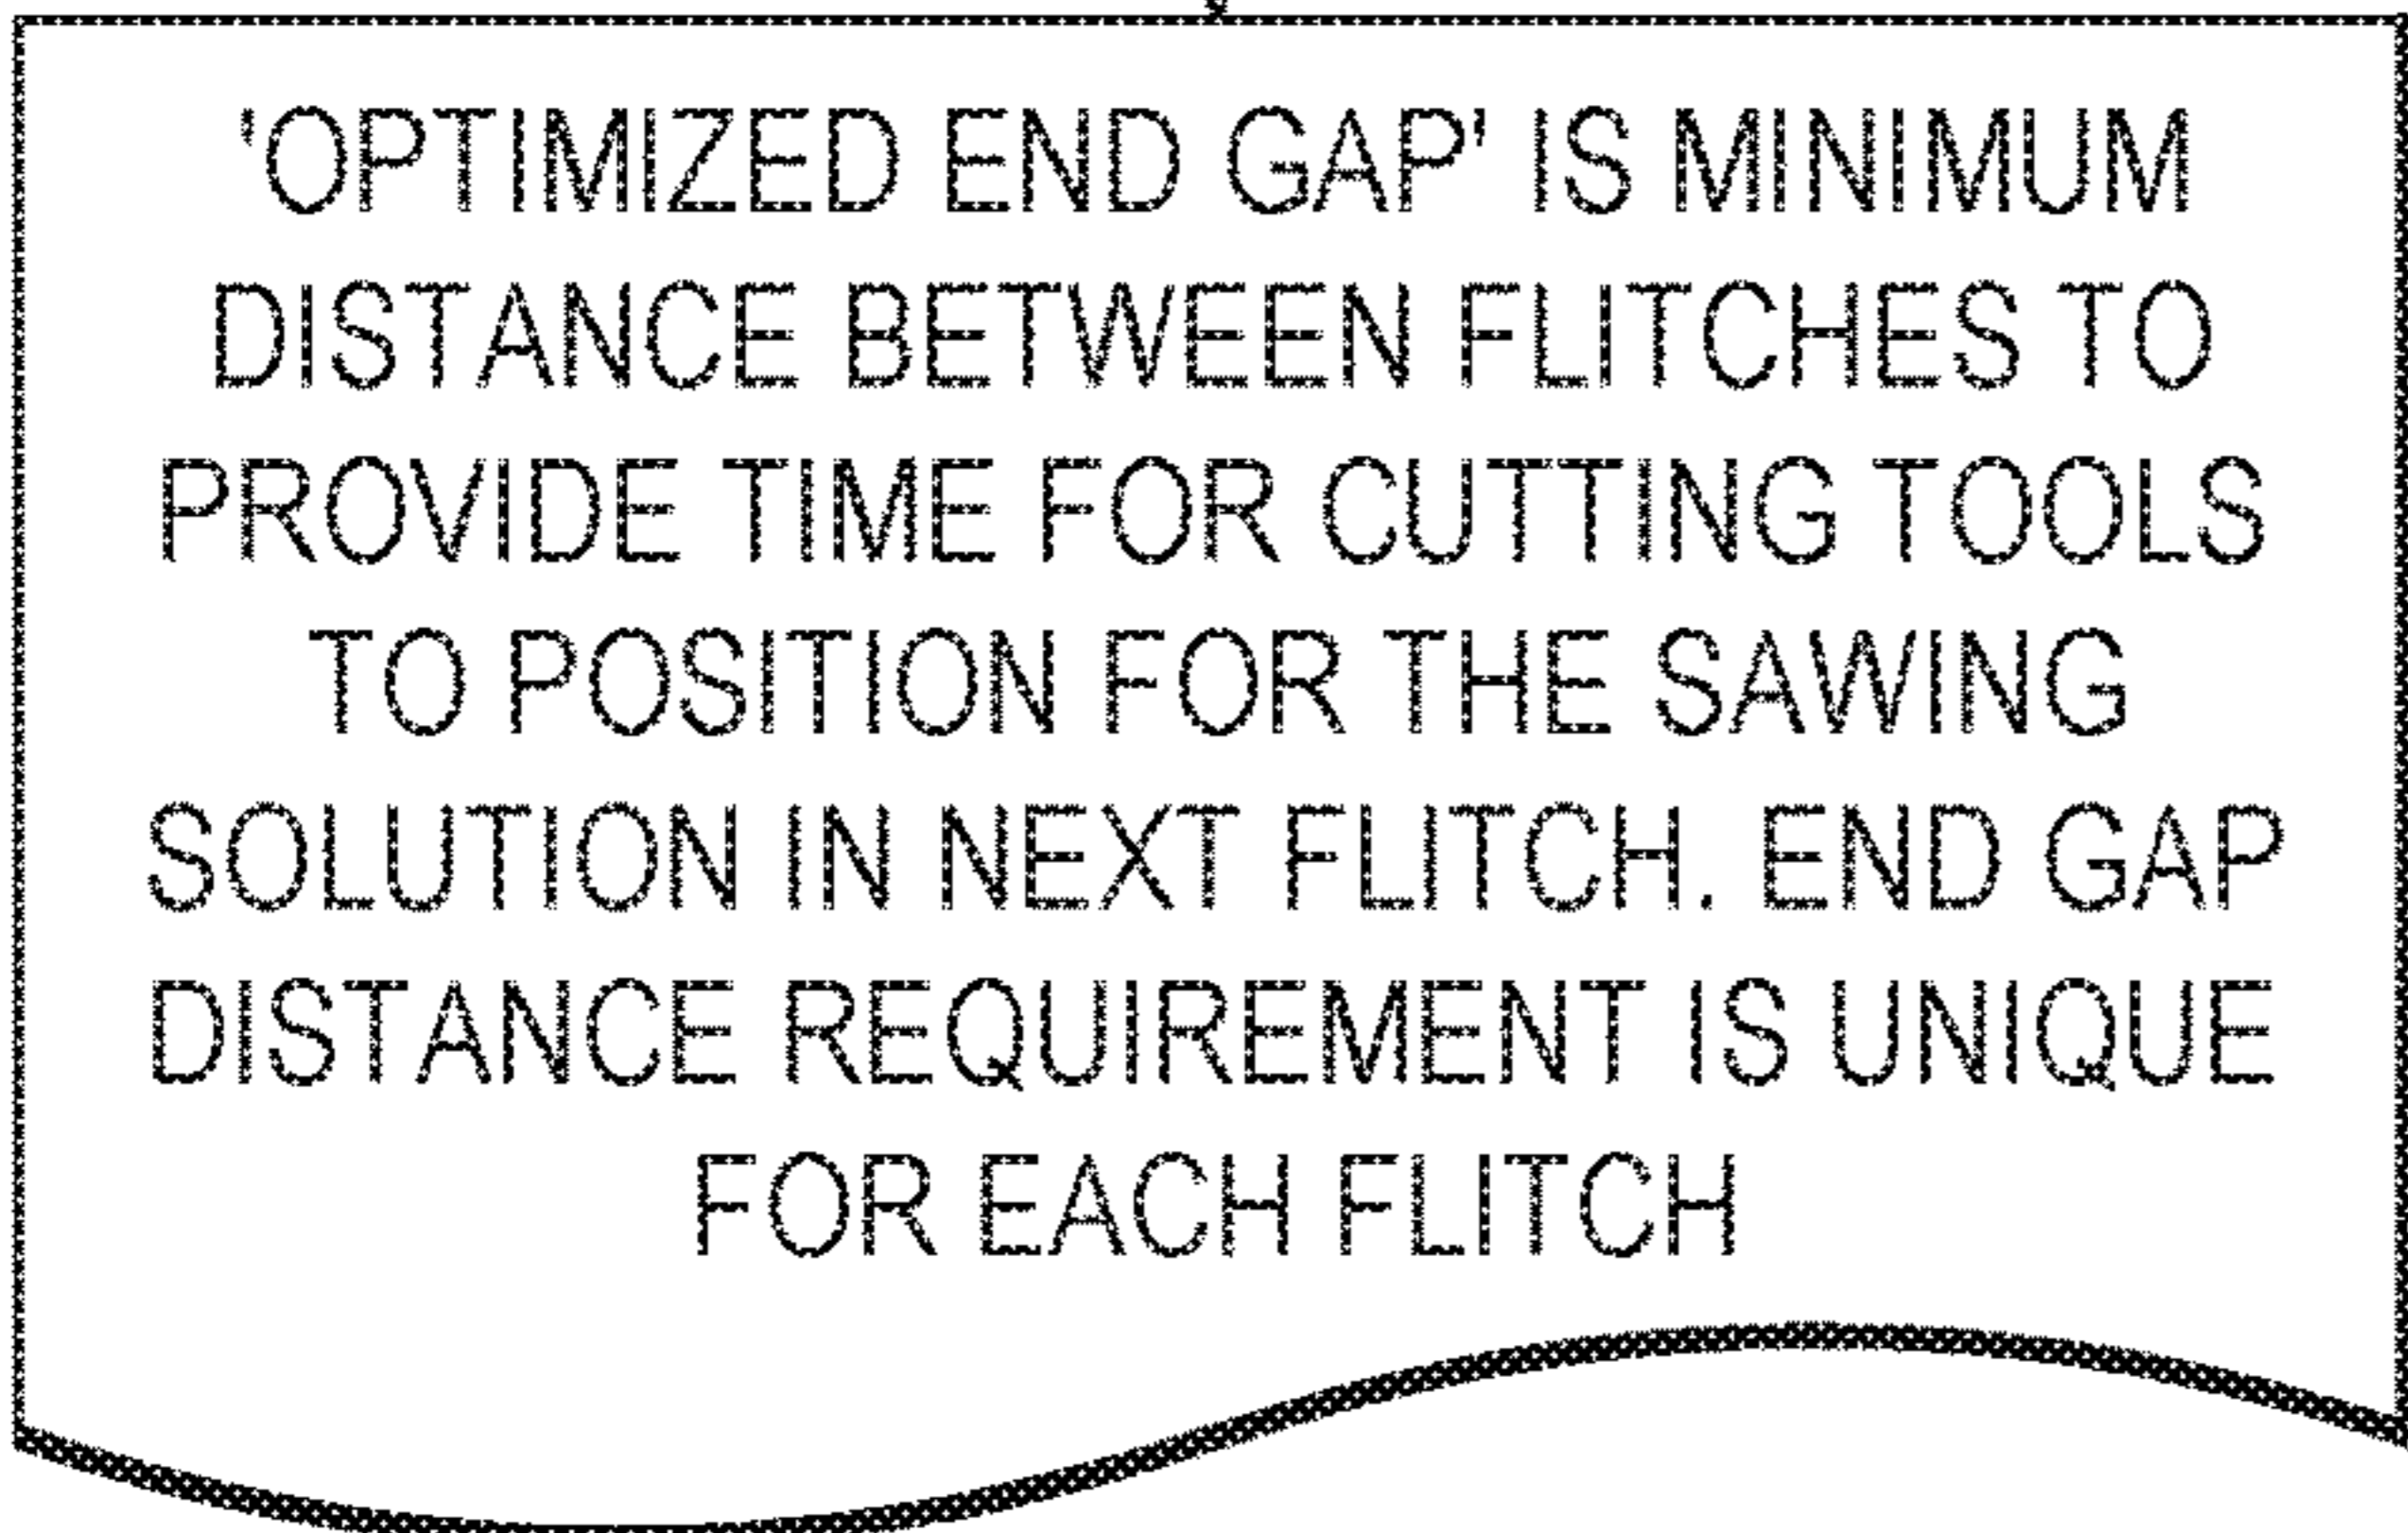 'OPTIMIZED END GAP' IS MINIMUM
DISTANCE BETWEEN FLITCHES TO
PROVIDE TIME FOR CUTTING TOOLS
TO POSITION FOR THE SAWING
SOLUTION IN NEXT FLITCH. END GAP
DISTANCE REQUIREMENT IS UNIQUE
FOR EACH FLITCH